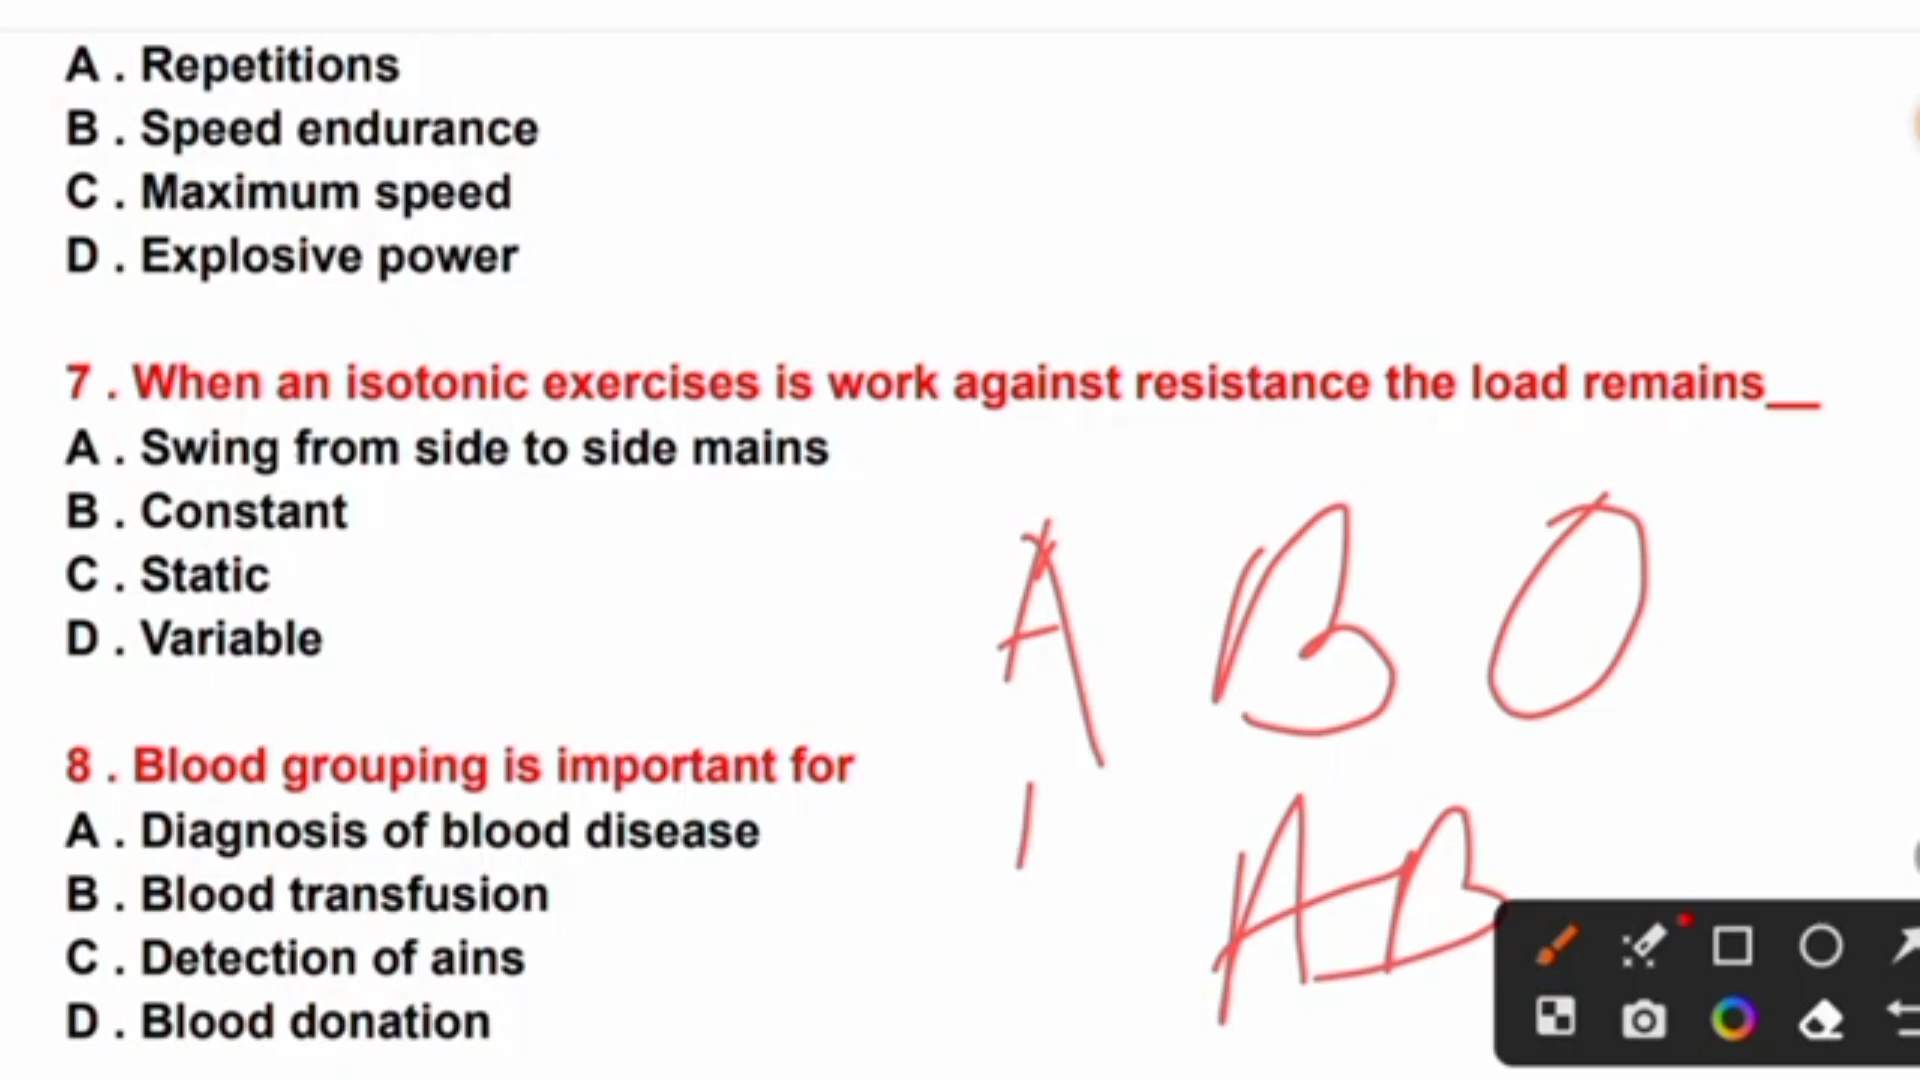 A . Repetitions
B . Speed endurance
C . Maximum speed
D . Explosive power
7 . When an isotonic exercises is work against resistance the load remains__
A . Swing from side to side mains
B . Constant
C . Static
D . Variable
A B O
8 . Blood grouping is important for
A . Diagnosis of blood disease
B . Blood transfusion
AB
C . Detection of ains
D . Blood donation